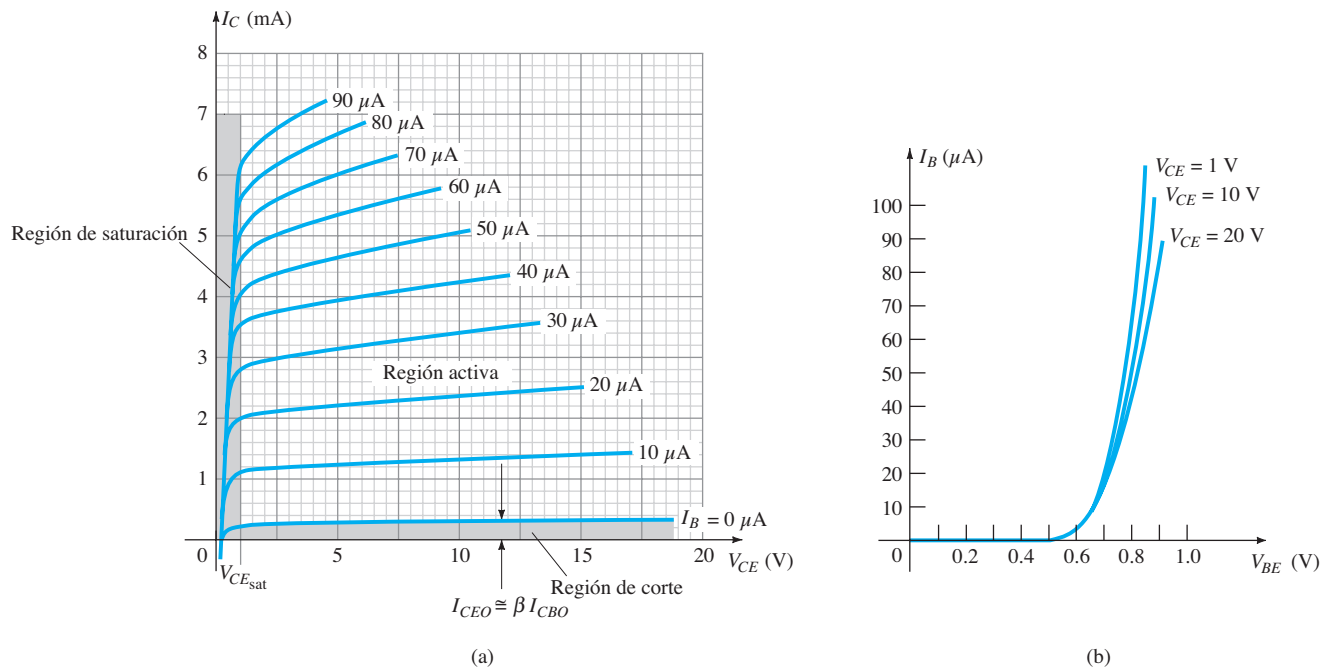 I_C (mA)
8
7
6
5
4
3
2
1
0
90 µA
80 µA
70 µA
60 µA
50 µA
40 µA
30 µA
20 µA
10 µA
I_B = 0 µA
Región de saturación
Región activa
5
10
15
20
V_CE (V)
V_CEsat
Región de corte
I_CEO ≅ β I_CBO
(a)
I_B (µA)
V_CE = 1 V
V_CE = 10 V
V_CE = 20 V
100
90
80
70
60
50
40
30
20
10
0
0.2
0.4
0.6
0.8
1.0
V_BE (V)
(b)